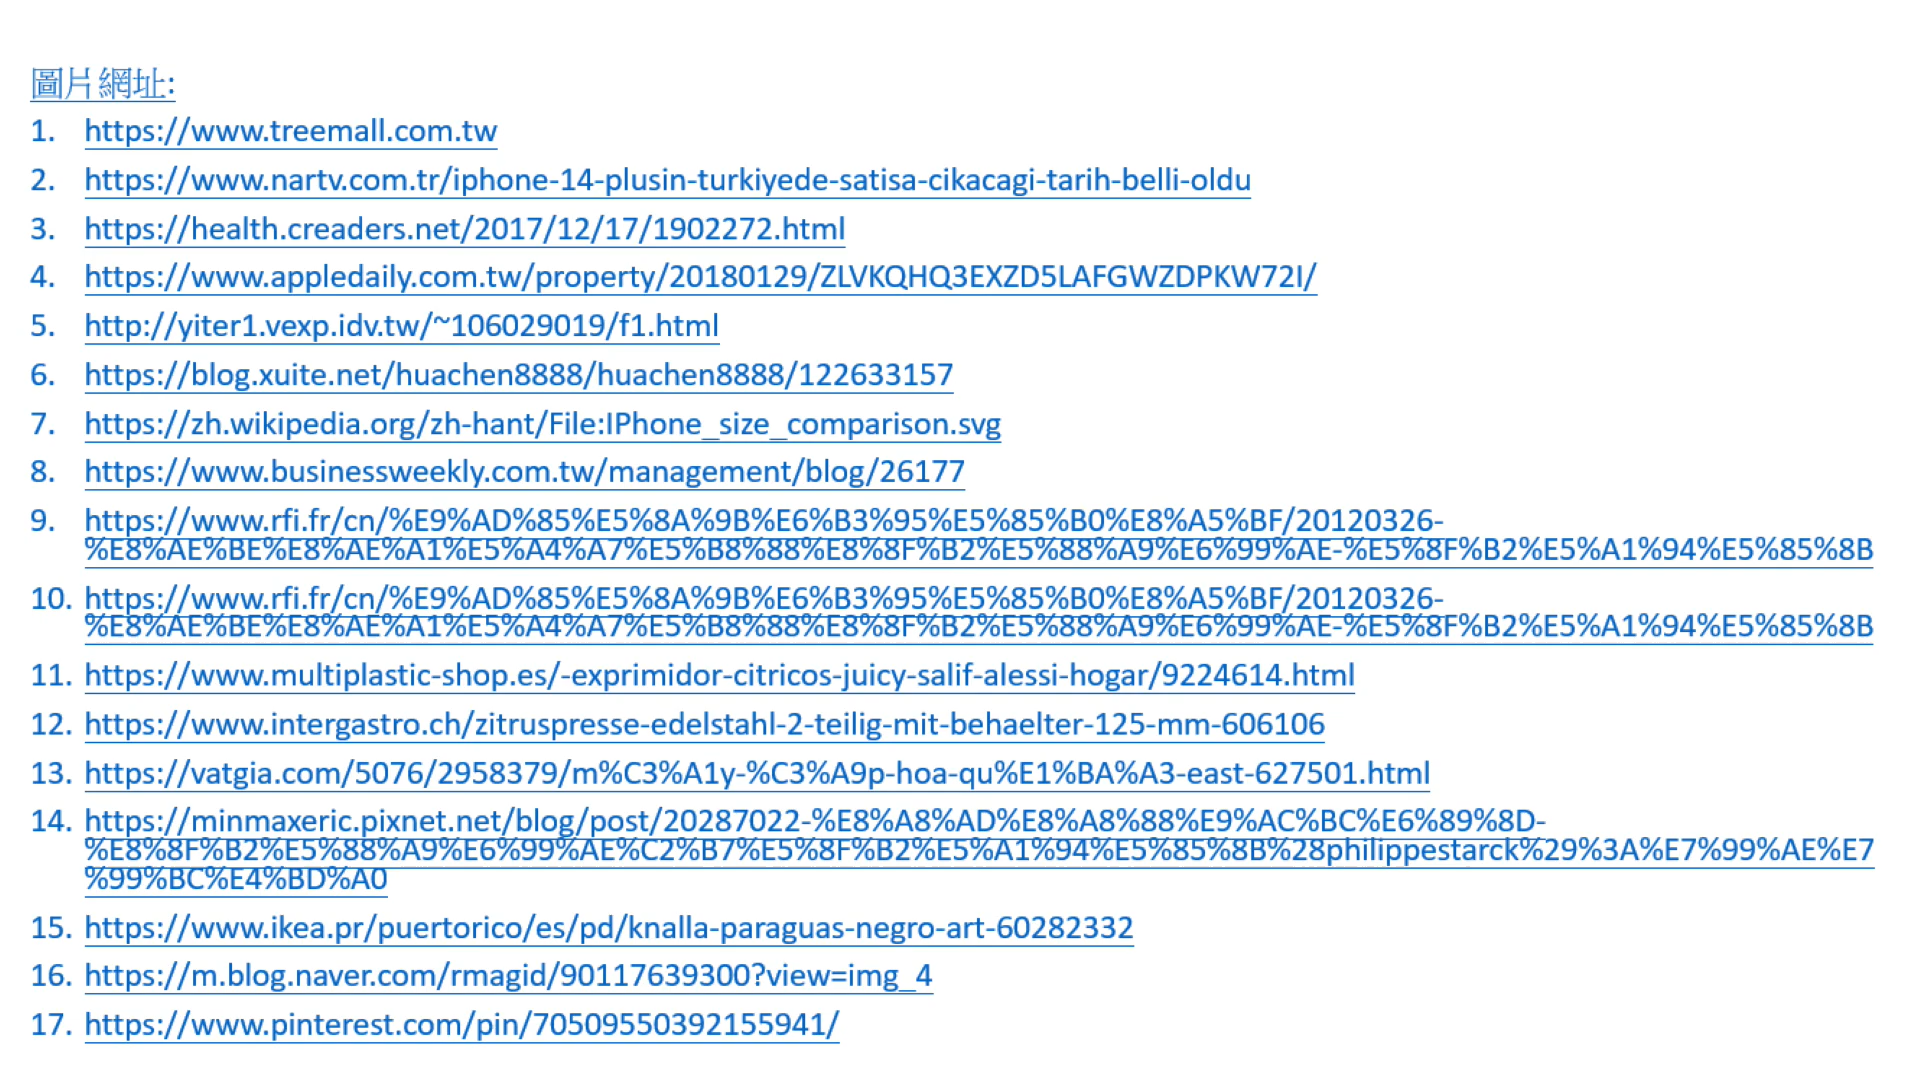 圖片網址:
1. https://www.treemall.com.tw
2. https://www.nartv.com.tr/iphone-14-plusin-turkiyede-satisa-cikacagi-tarih-belli-oldu
3. https://health.creaders.net/2017/12/17/1902272.html
4. https://www.appledaily.com.tw/property/20180129/ZLVKQHQ3EXZD5LAFGWZDPKW72I/
5. http://yiter1.vexp.idv.tw/~106029019/f1.html
6. https://blog.xuite.net/huachen8888/huachen8888/122633157
7. https://zh.wikipedia.org/zh-hant/File:IPhone_size_comparison.svg
8. https://www.businessweekly.com.tw/management/blog/26177
9. https://www.rfi.fr/cn/%E9%AD%85%E5%8A%9B%E6%B3%95%E5%85%B0%E8%A5%BF/20120326-
%E8%AE%BE%E8%AE%A1%E5%A4%A7%E5%B8%88%E8%8F%B2%E5%88%A9%E6%99%AE-%E5%8F%B2%E5%A1%94%E5%85%8B
10. https://www.rfi.fr/cn/%E9%AD%85%E5%8A%9B%E6%B3%95%E5%85%B0%E8%A5%BF/20120326-
%E8%AE%BE%E8%AE%A1%E5%A4%A7%E5%B8%88%E8%8F%B2%E5%88%A9%E6%99%AE-%E5%8F%B2%E5%A1%94%E5%85%8B
11. https://www.multiplastic-shop.es/-exprimidor-citricos-juicy-salif-alessi-hogar/9224614.html
12. https://www.intergastro.ch/zitruspresse-edelstahl-2-teilig-mit-behaelter-125-mm-606106
13. https://vatgia.com/5076/2958379/m%C3%A1y-%C3%A9p-hoa-qu%E1%BA%A3-east-627501.html
14. https://minmaxeric.pixnet.net/blog/post/20287022-%E8%A8%AD%E8%A8%88%E9%AC%BC%E6%89%8D-
%E8%8F%B2%E5%88%A9%E6%99%AE%C2%B7%E5%8F%B2%E5%A1%94%E5%85%8B%28philippestarck%29%3A%E7%99%AE%E7
%99%BC%E4%BD%A0
15. https://www.ikea.pr/puertorico/es/pd/knalla-paraguas-negro-art-60282332
16. https://m.blog.naver.com/rmagid/90117639300?view=img_4
17. https://www.pinterest.com/pin/70509550392155941/